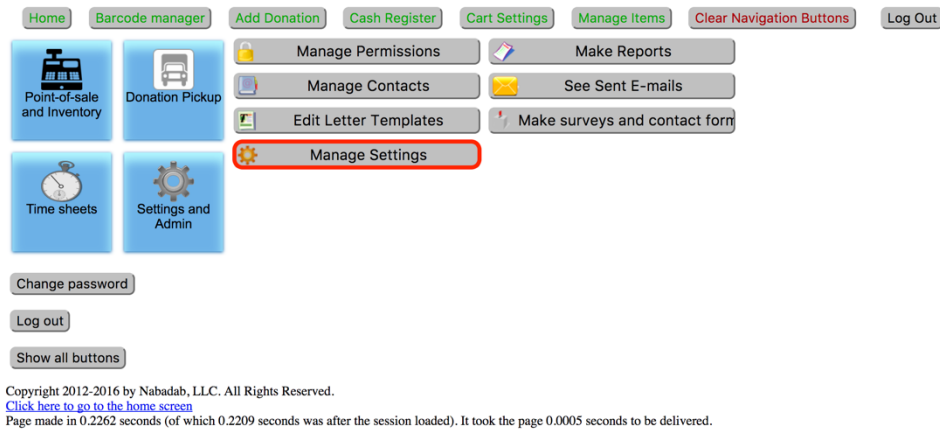 Home Barcode manager Add Donation Cash Register Cart Settings Manage Items Clear Navigation Buttons Log Out
Point-of-sale
and Inventory
Donation Pickup
Time sheets
Settings and
Admin
Manage Permissions
Make Reports
Manage Contacts
See Sent E-mails
Edit Letter Templates
Make surveys and contact form
Manage Settings
Change password
Log out
Show all buttons
Copyright 2012-2016 by Nabadab, LLC. All Rights Reserved.
Click here to go to the home screen
Page made in 0.2262 seconds (of which 0.2209 seconds was after the session loaded). It took the page 0.0005 seconds to be delivered.